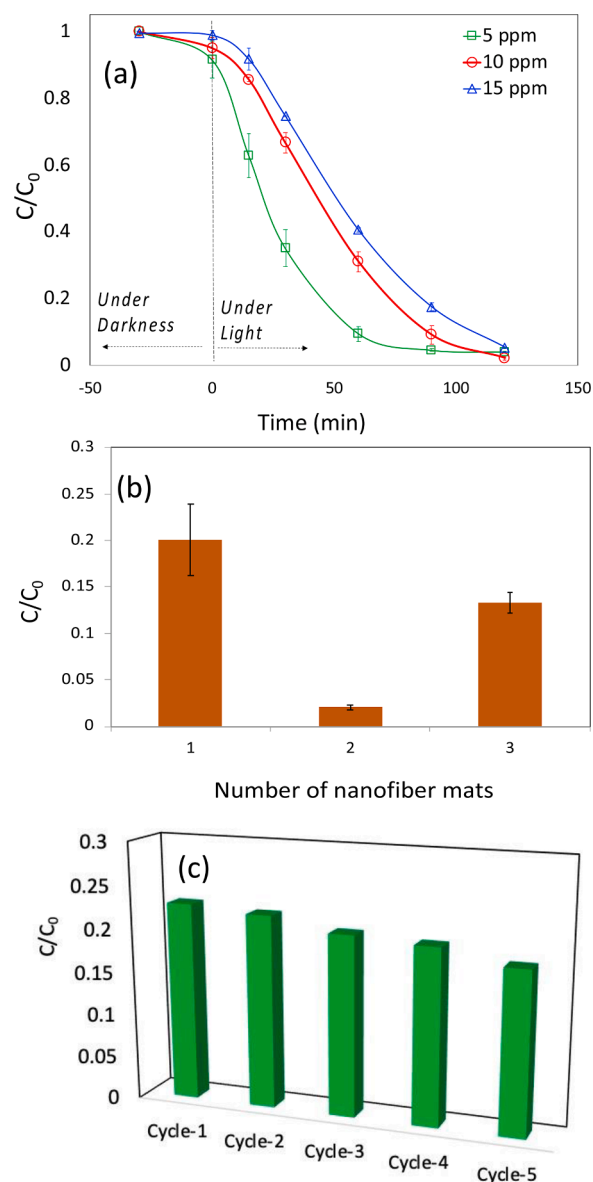 (a)
5 ppm
10 ppm
15 ppm
1
0.8
0.6
0.4
0.2
0
C/C0
Under Darkness
Under Light
-50
0
50
100
150
Time (min)
(b)
0.3
0.25
0.2
0.15
0.1
0.05
0
C/C0
1
2
3
Number of nanofiber mats
(c)
0.3
0.25
0.2
0.15
0.1
0.05
0
C/C0
Cycle-1
Cycle-2
Cycle-3
Cycle-4
Cycle-5